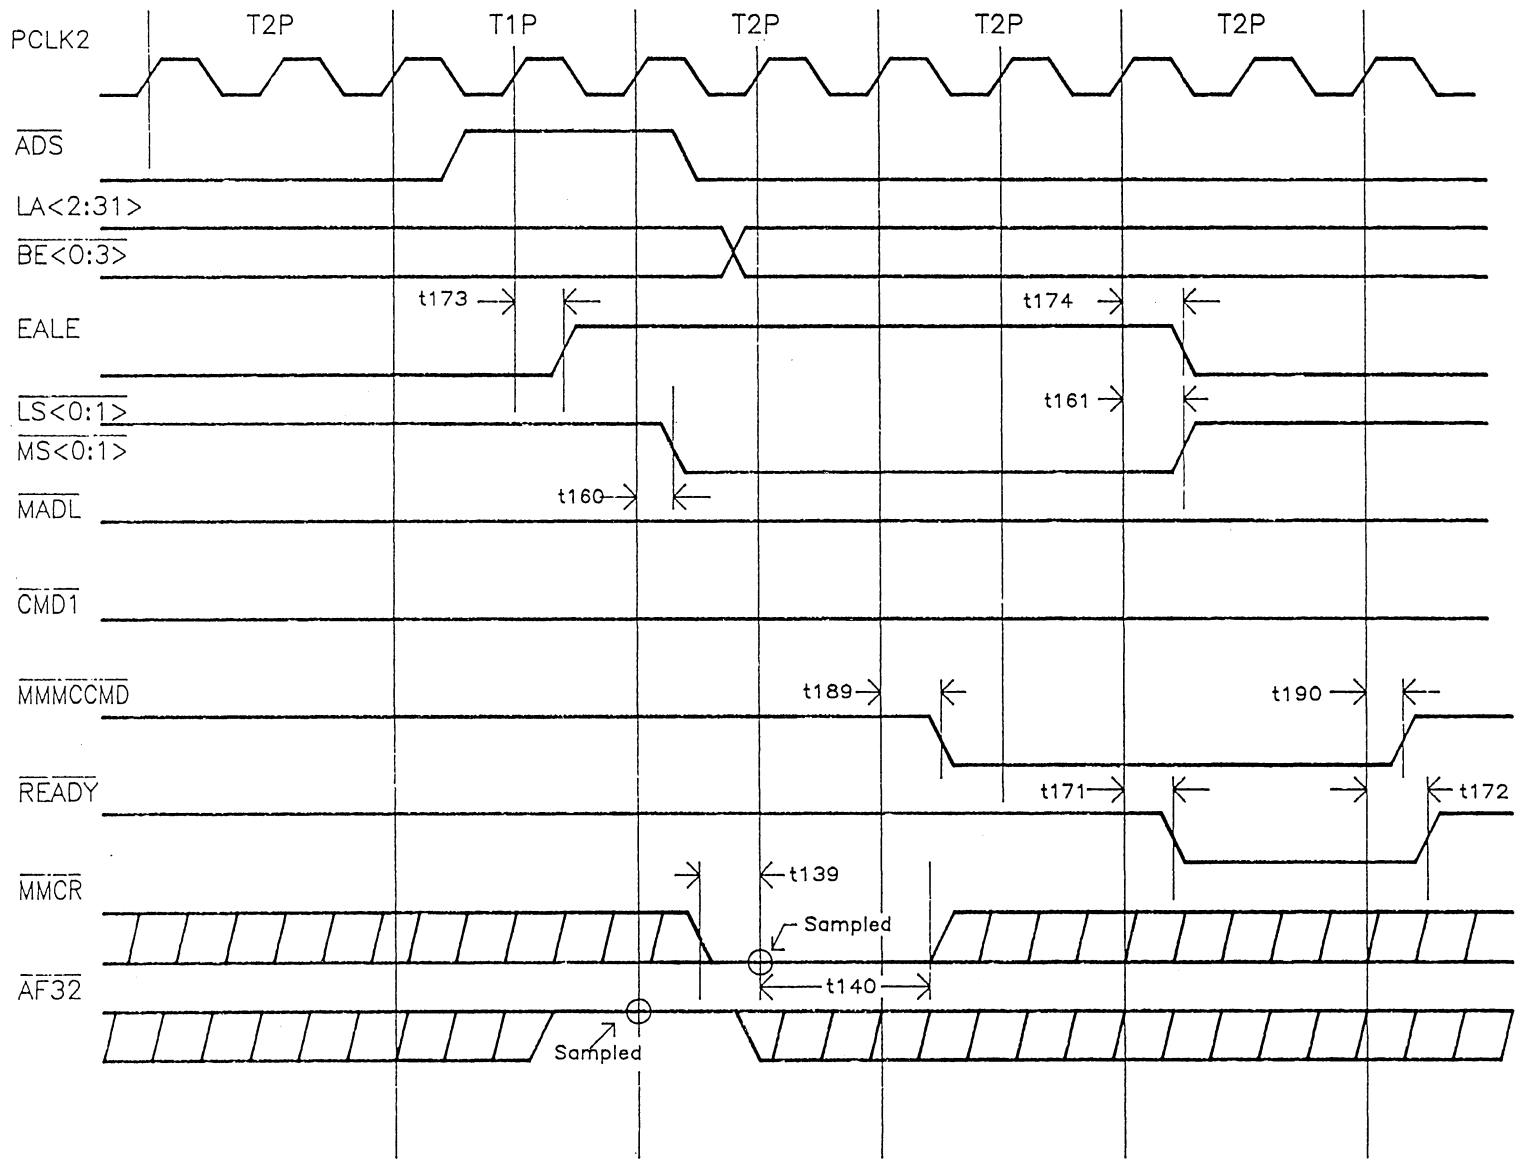 T2P T1P T2P T2P T2P
PCLK2
ADS
LA<2:31>
BE<0:3>
t173 t174
EALE
LS<0:1> t161
MS<0:1>
t160
MADL
CMD1
MMMCCMD t189 t190
READY t171 t172
MMCR t139
Sampled
AF32 t140
Sampled